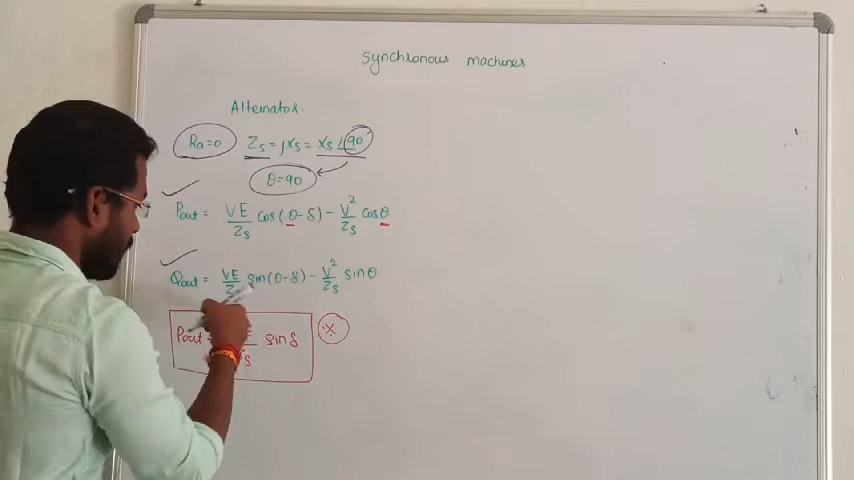 Synchronous machines
Alternator.
Ra=0 Zs = jXs = Xs ∠90
θ=90
Pout = VE/Zs cos(θ-δ) - V²/Zs cosθ
Qout = VE/Zs sin(θ-δ) - V²/Zs sinθ
Pout sinδ